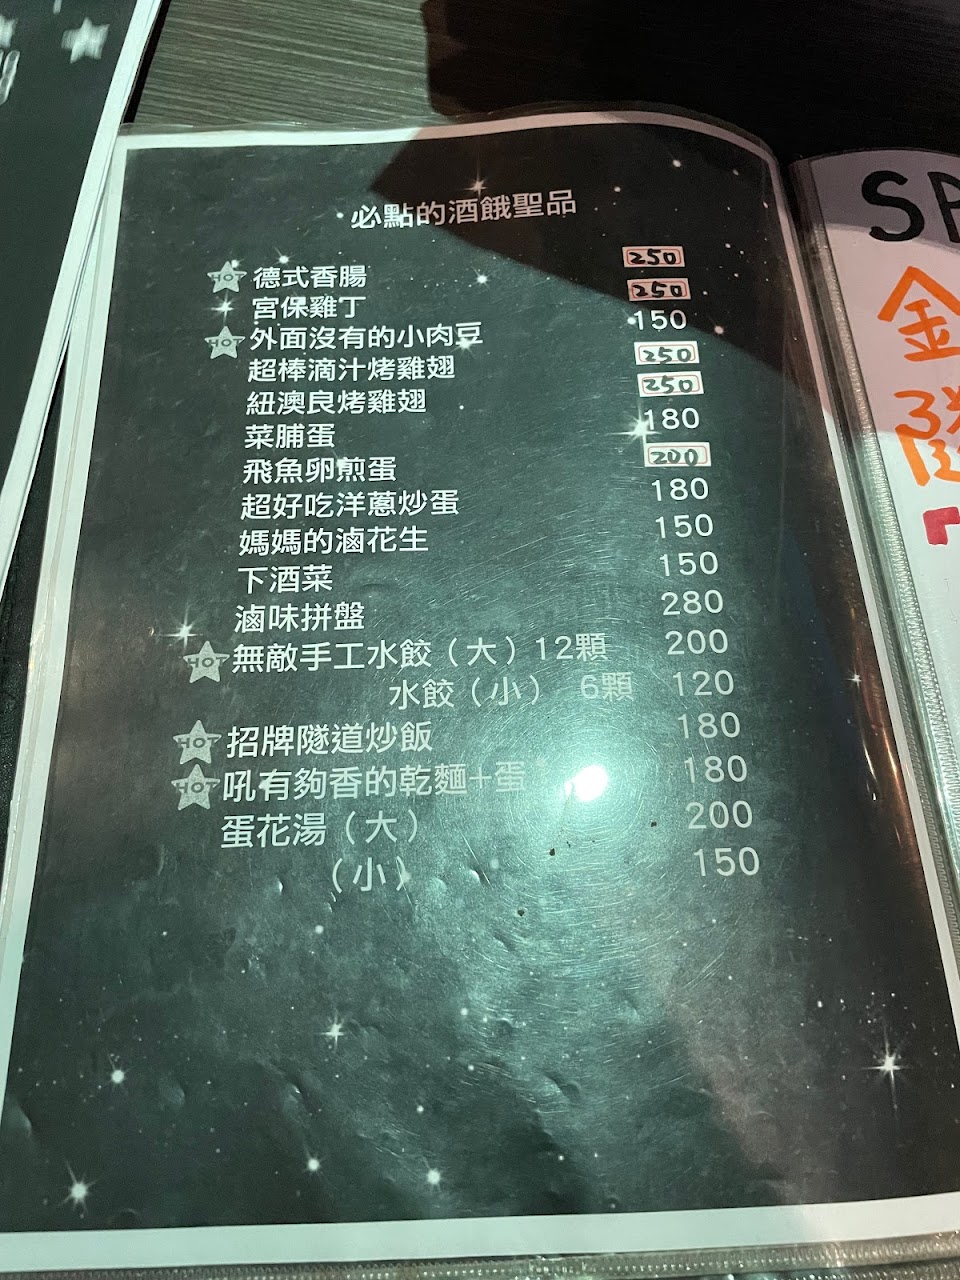 必點的酒餓聖品
HOT 德式香腸 250
宮保雞丁 250
HOT 外面沒有的小肉豆 150
超棒滴汁烤雞翅 250
紐澳良烤雞翅 250
菜脯蛋 180
飛魚卵煎蛋 200
超好吃洋蔥炒蛋 180
媽媽的滷花生 150
下酒菜 150
滷味拼盤 280
HOT 無敵手工水餃（大）12顆 200
水餃（小） 6顆 120
HOT 招牌隧道炒飯 180
HOT 吼有夠香的乾麵+蛋 180
蛋花湯（大） 200
（小） 150
金